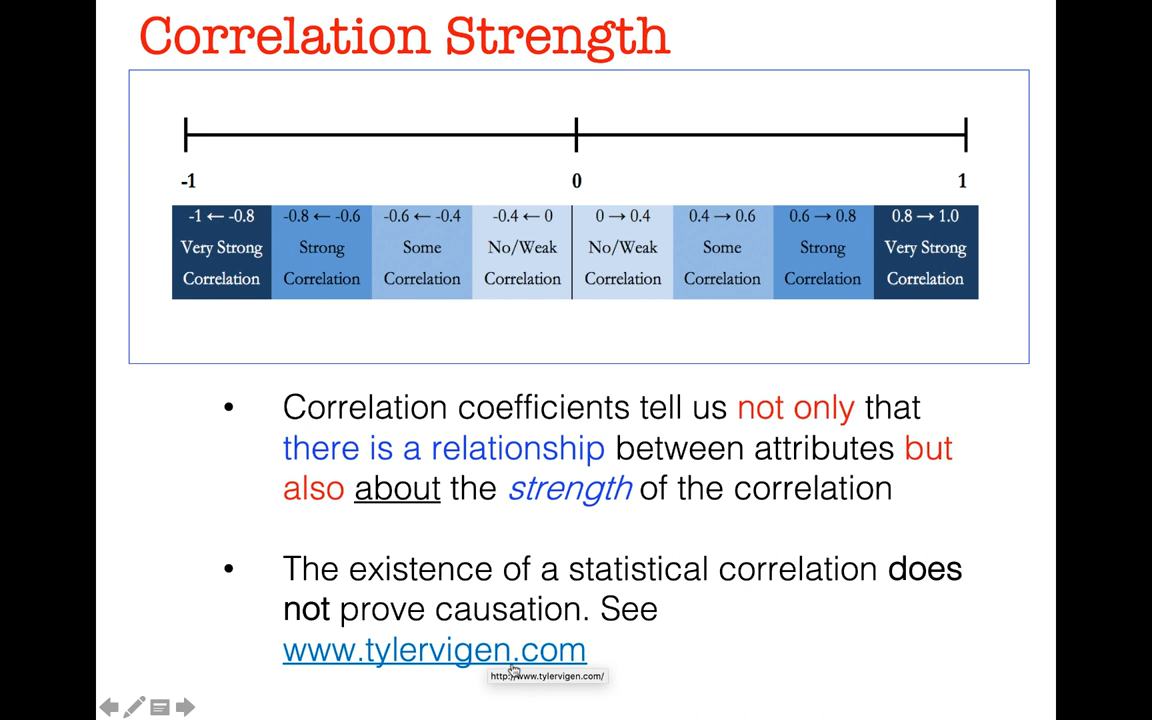 Correlation Strength
-1 0 1
-1 ← -0.8 -0.8 ← -0.6 -0.6 ← -0.4 -0.4 ← 0 0 → 0.4 0.4 → 0.6 0.6 → 0.8 0.8 → 1.0
Very Strong Strong Some No/Weak No/Weak Some Strong Very Strong
Correlation Correlation Correlation Correlation Correlation Correlation Correlation Correlation
• Correlation coefficients tell us not only that
there is a relationship between attributes but
also about the strength of the correlation
• The existence of a statistical correlation does
not prove causation. See
www.tylervigen.com
http://www.tylervigen.com/